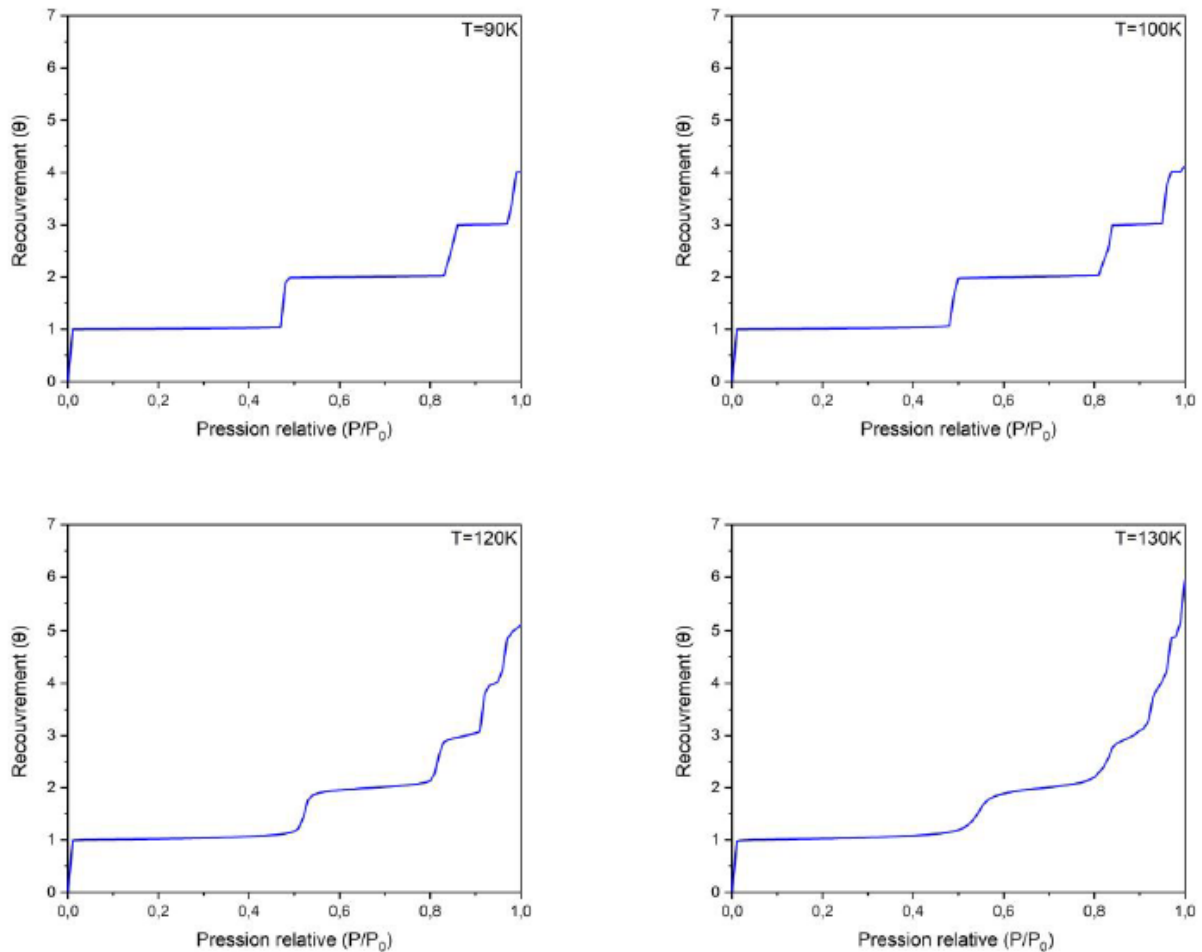 T=90K
7
6
5
4
3
2
1
0
Recouvrement (θ)
0,0 0,2 0,4 0,6 0,8 1,0
Pression relative (P/P0)
T=100K
7
6
5
4
3
2
1
0
Recouvrement (θ)
0,0 0,2 0,4 0,6 0,8 1,0
Pression relative (P/P0)
T=120K
7
6
5
4
3
2
1
0
Recouvrement (θ)
0,0 0,2 0,4 0,6 0,8 1,0
Pression relative (P/P0)
T=130K
7
6
5
4
3
2
1
0
Recouvrement (θ)
0,0 0,2 0,4 0,6 0,8 1,0
Pression relative (P/P0)